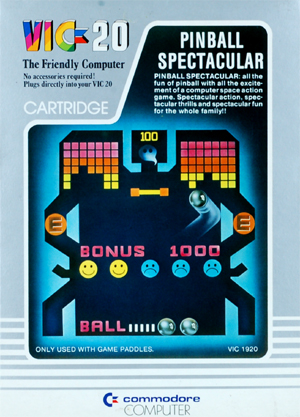 VIC-20
The Friendly Computer
No accessories required!
Plugs directly into your VIC 20
CARTRIDGE
PINBALL
SPECTACULAR
PINBALL SPECTACULAR: all the
fun of pinball with all the excite-
ment of a computer space action
game. Spectacular action, spec-
tacular thrills and spectacular fun
for the whole family!!
100
E E
BONUS 1000
BALL
ONLY USED WITH GAME PADDLES. VIC 1920
commodore
COMPUTER